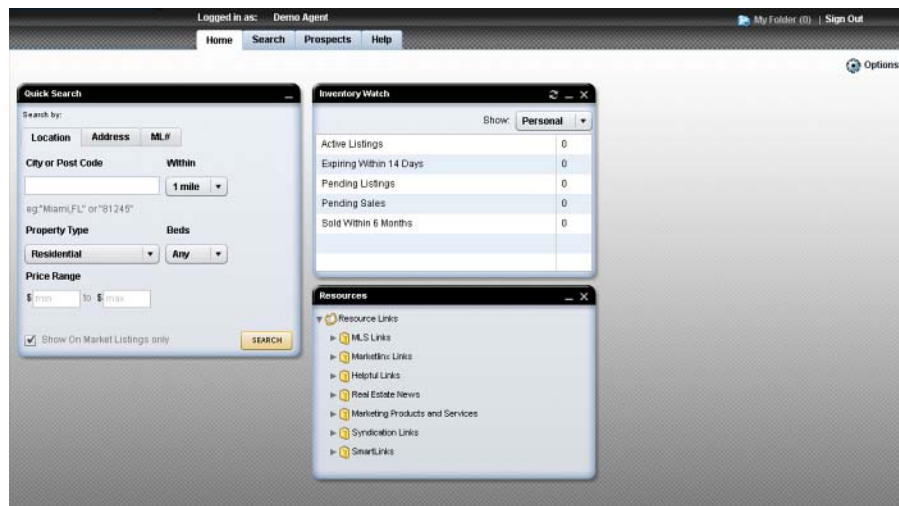 Logged in as: Demo Agent
My Folder (0) | Sign Out
Home Search Prospects Help
Options
Quick Search
Search by:
Location Address ML#
City or Post Code Within
1 mile
eg:"Miami,FL" or "81245"
Property Type Beds
Residential Any
Price Range
$ min to $ max
Show On Market Listings only SEARCH
Inventory Watch
Show: Personal
Active Listings 0
Expiring Within 14 Days 0
Pending Listings 0
Pending Sales 0
Sold Within 6 Months 0
Resources
Resource Links
MLS Links
Marketlinx Links
Helpful Links
Real Estate News
Marketing Products and Services
Syndication Links
SmartLinks